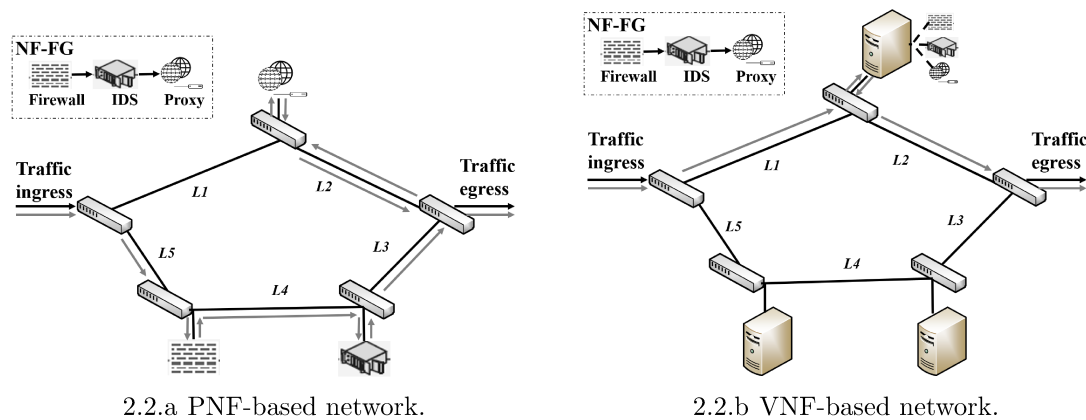 NF-FG
Firewall IDS Proxy
Traffic
ingress
L1
L2
Traffic
egress
L5
L3
L4
2.2.a PNF-based network.
NF-FG
Firewall IDS Proxy
Traffic
ingress
L1
L2
Traffic
egress
L5
L3
L4
2.2.b VNF-based network.